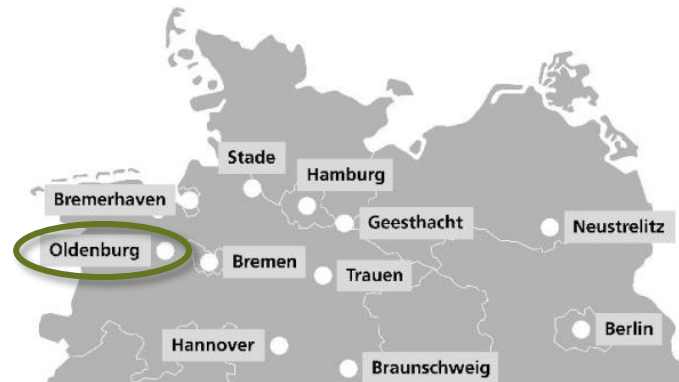 Stade
Hamburg
Bremerhaven
Geesthacht
Neustrelitz
Oldenburg
Bremen
Trauen
Berlin
Hannover
Braunschweig